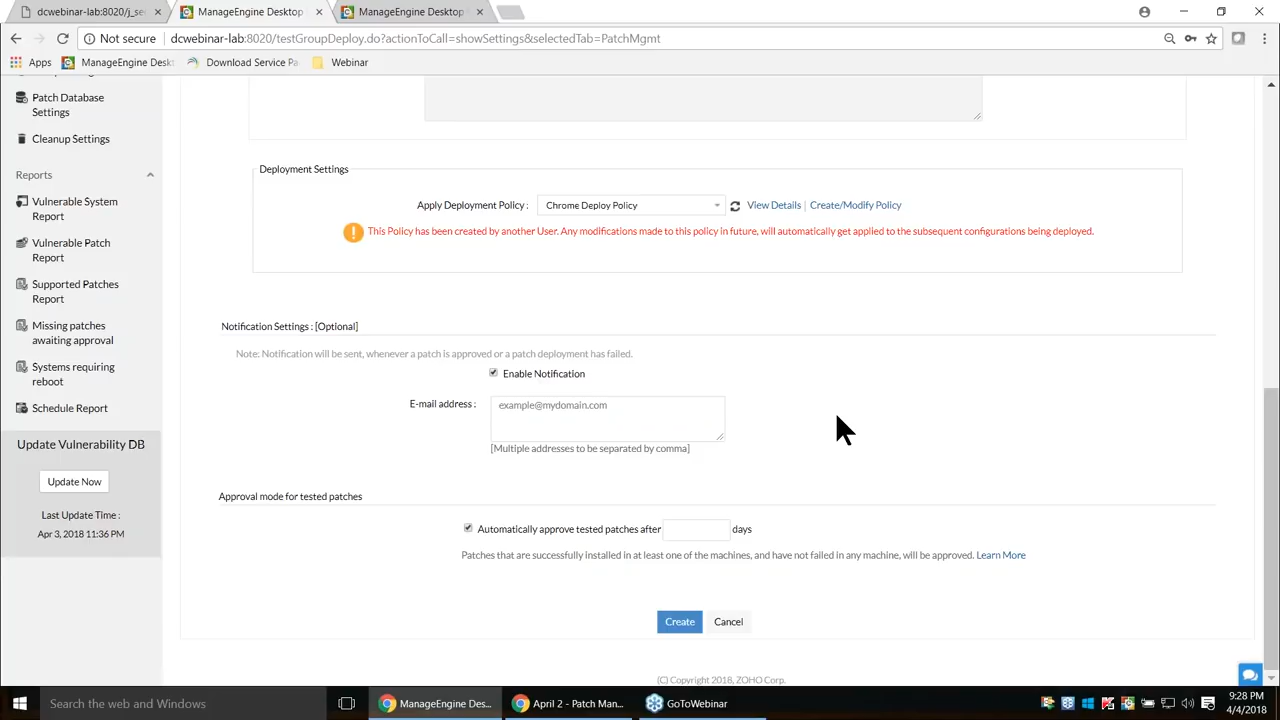 dcwebinar-lab:8020/j_se
ManageEngine Desktop
ManageEngine Desktop
Not secure
dcwebinar-lab:8020/testGroupDeploy.do?actionToCall=showSettings&selectedTab=PatchMgmt
Apps
ManageEngine Deskt
Download Service Pa
Webinar
Patch Database
Settings
Cleanup Settings
Reports
Vulnerable System
Report
Vulnerable Patch
Report
Supported Patches
Report
Missing patches
awaiting approval
Systems requiring
reboot
Schedule Report
Update Vulnerability DB
Update Now
Last Update Time :
Apr 3, 2018 11:36 PM
Deployment Settings
Apply Deployment Policy : Chrome Deploy Policy View Details | Create/Modify Policy
This Policy has been created by another User. Any modifications made to this policy in future, will automatically get applied to the subsequent configurations being deployed.
Notification Settings : [Optional]
Note: Notification will be sent, whenever a patch is approved or a patch deployment has failed.
Enable Notification
E-mail address : example@mydomain.com
[Multiple addresses to be separated by comma]
Approval mode for tested patches
Automatically approve tested patches after days
Patches that are successfully installed in at least one of the machines, and have not failed in any machine, will be approved. Learn More
Create Cancel
(C) Copyright 2018, ZOHO Corp.
Search the web and Windows
ManageEngine Des...
April 2 - Patch Man...
GoToWebinar
9:28 PM
4/4/2018